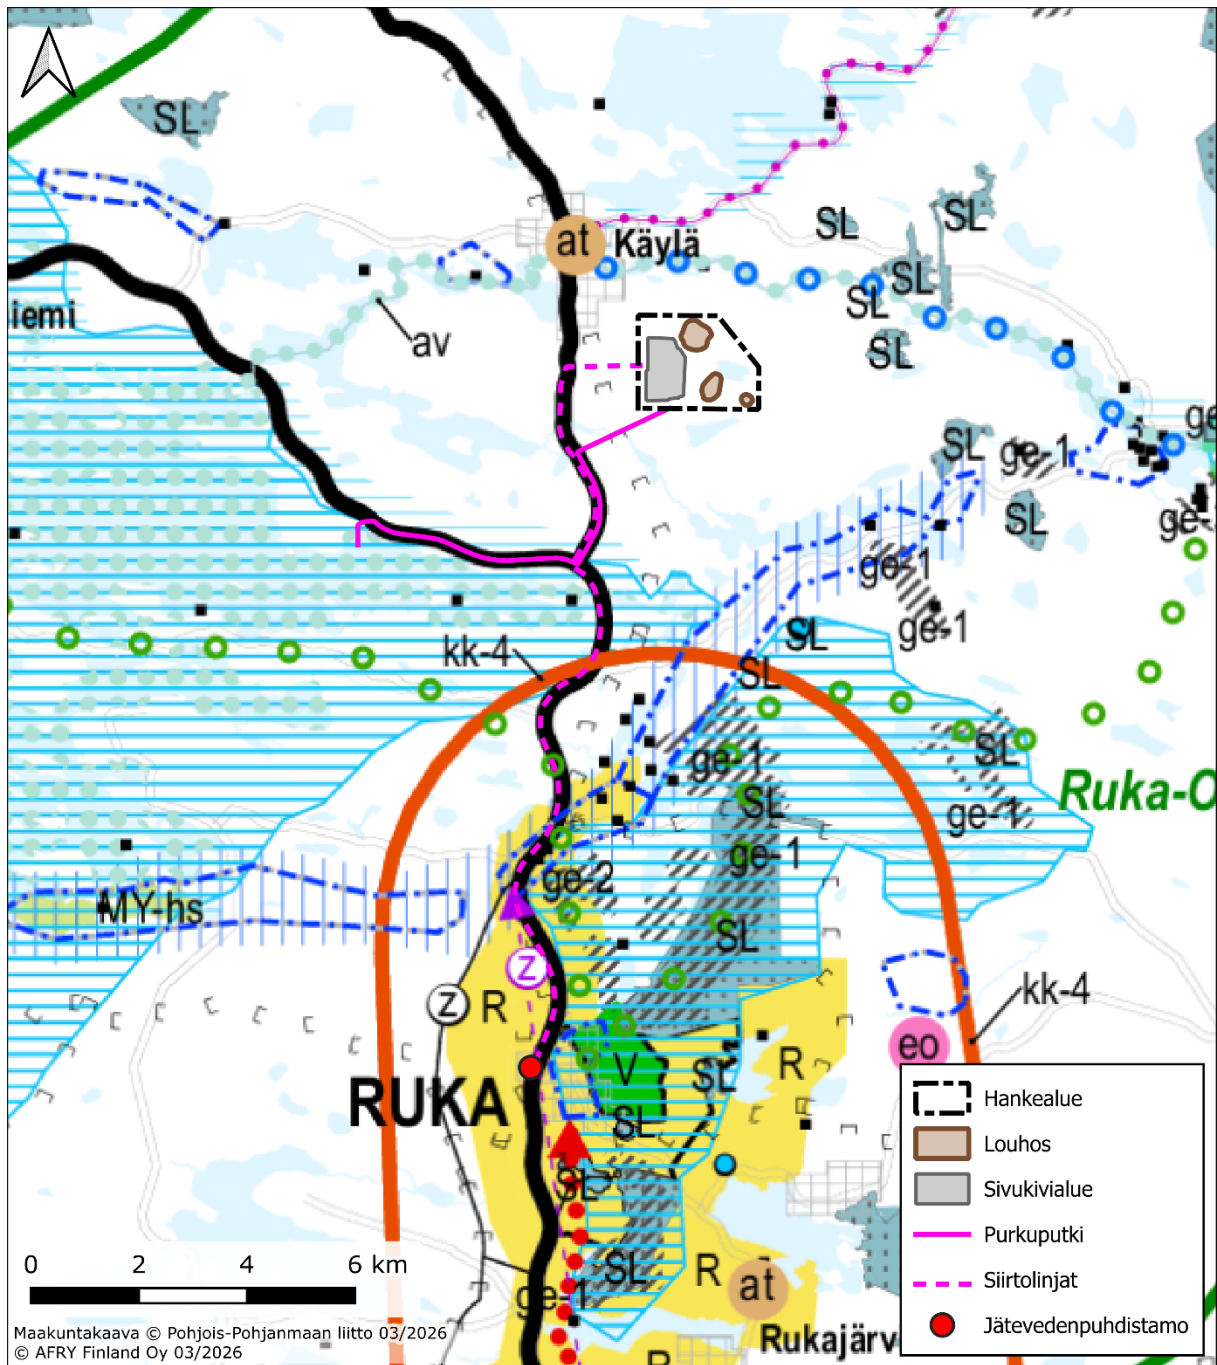 SL
at
Käylä
SL
SL
SL
SL
iemi
av
SL
SL
ge-1
SL
ge-1
ge-1
SL
kk-4
SL
ge-1
SL
Ruka-O
SL
ge-1
ge-1
ge-2
MY-hs
SL
Z
Z
R
kk-4
eo
V
SL
R
RUKA
SL
SL
SL
R
at
ge-1
Rukajärv
Hankealue
Louhos
Sivukivialue
Purkuputki
Siirtolinjat
Jätevedenpuhdistamo
0 2 4 6 km
Maakuntakaava © Pohjois-Pohjanmaan liitto 03/2026
© AFRY Finland Oy 03/2026